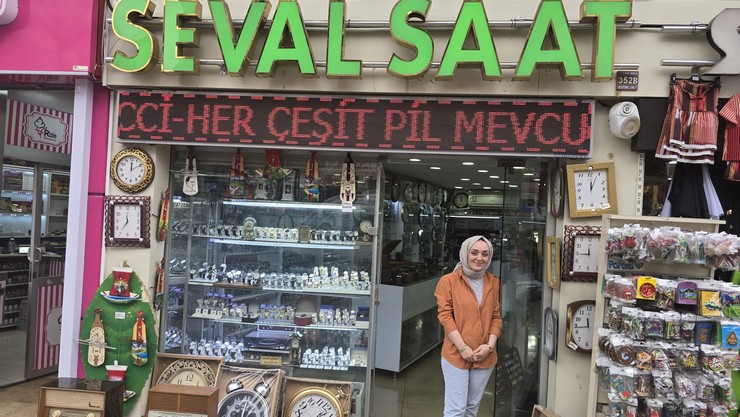 SEVAL SAAT
352B
CCI-HER ÇEŞİT PİL MEVCU